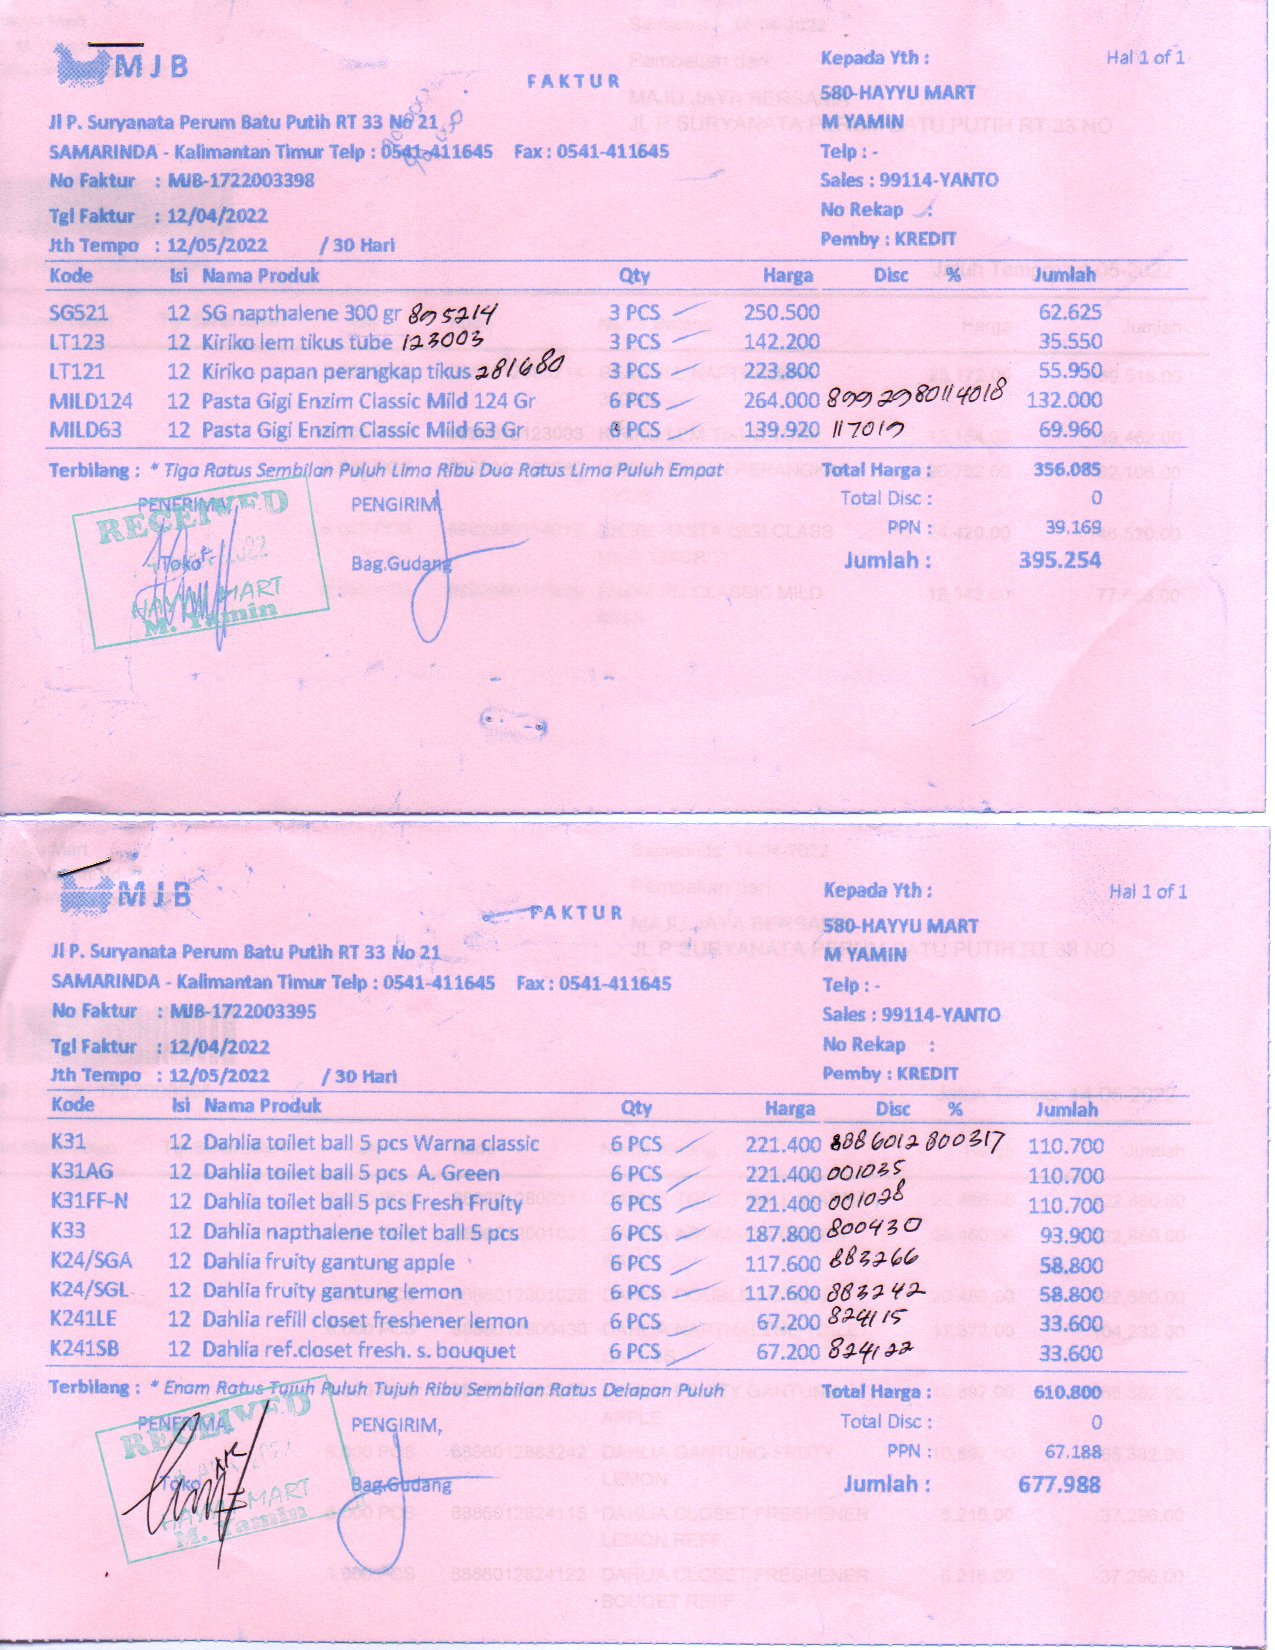 MJB
FAKTUR
Kepada Yth :
Hal 1 of 1
580-HAYYU MART
Jl P. Suryanata Perum Batu Putih RT 33 No 21
M YAMIN
SAMARINDA - Kalimantan Timur Telp : 0541-411645 Fax : 0541-411645
Telp : -
No Faktur : MJB-1722003398
Sales : 99114-YANTO
Tgl Faktur : 12/04/2022
No Rekap :
Jth Tempo : 12/05/2022 / 30 Hari
Pemby : KREDIT
Kode Isi Nama Produk Qty Harga Disc % Jumlah
SG521 12 SG napthalene 300 gr 895214 3 PCS 250.500 62.625
LT123 12 Kiriko lem tikus tube 123003 3 PCS 142.200 35.550
LT121 12 Kiriko papan perangkap tikus 281680 3 PCS 223.800 55.950
MILD124 12 Pasta Gigi Enzim Classic Mild 124 Gr 6 PCS 264.000 8992980114018 132.000
MILD63 12 Pasta Gigi Enzim Classic Mild 63 Gr 6 PCS 139.920 117019 69.960
Terbilang : * Tiga Ratus Sembilan Puluh Lima Ribu Dua Ratus Lima Puluh Empat
Total Harga : 356.085
PENERIMA
PENGIRIM
Total Disc : 0
RECEIVED
PPN : 39.169
Toko
Bag.Gudang
Jumlah : 395.254
HAYYU MART
M. Yamin
MJB
FAKTUR
Kepada Yth :
Hal 1 of 1
580-HAYYU MART
Jl P. Suryanata Perum Batu Putih RT 33 No 21
M YAMIN
SAMARINDA - Kalimantan Timur Telp : 0541-411645 Fax : 0541-411645
Telp : -
No Faktur : MJB-1722003395
Sales : 99114-YANTO
Tgl Faktur : 12/04/2022
No Rekap :
Jth Tempo : 12/05/2022 / 30 Hari
Pemby : KREDIT
Kode Isi Nama Produk Qty Harga Disc % Jumlah
K31 12 Dahlia toilet ball 5 pcs Warna classic 6 PCS 221.400 8886012800317 110.700
K31AG 12 Dahlia toilet ball 5 pcs A. Green 6 PCS 221.400 001035 110.700
K31FF-N 12 Dahlia toilet ball 5 pcs Fresh Fruity 6 PCS 221.400 001028 110.700
K33 12 Dahlia napthalene toilet ball 5 pcs 6 PCS 187.800 800430 93.900
K24/SGA 12 Dahlia fruity gantung apple 6 PCS 117.600 883266 58.800
K24/SGL 12 Dahlia fruity gantung lemon 6 PCS 117.600 883242 58.800
K241LE 12 Dahlia refill closet freshener lemon 6 PCS 67.200 824115 33.600
K241SB 12 Dahlia ref.closet fresh. s. bouquet 6 PCS 67.200 824122 33.600
Terbilang : * Enam Ratus Tujuh Puluh Tujuh Ribu Sembilan Ratus Delapan Puluh
Total Harga : 610.800
PENERIMA
PENGIRIM,
Total Disc : 0
RECEIVED
PPN : 67.188
Toko
Bag.Gudang
Jumlah : 677.988
HAYYU MART
M. Yamin